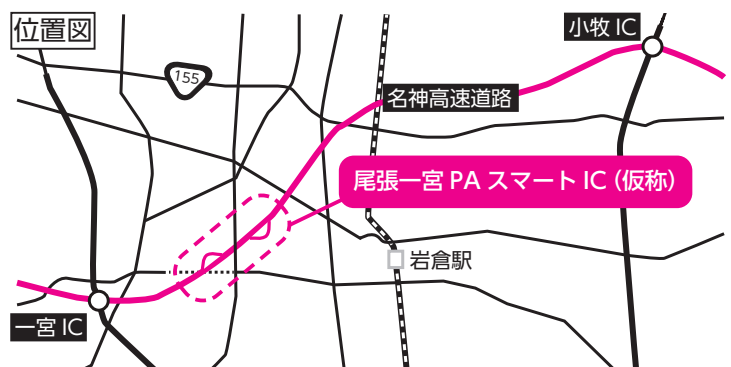 位置図
小牧 IC
155
名神高速道路
尾張一宮 PA スマート IC (仮称)
岩倉駅
一宮 IC